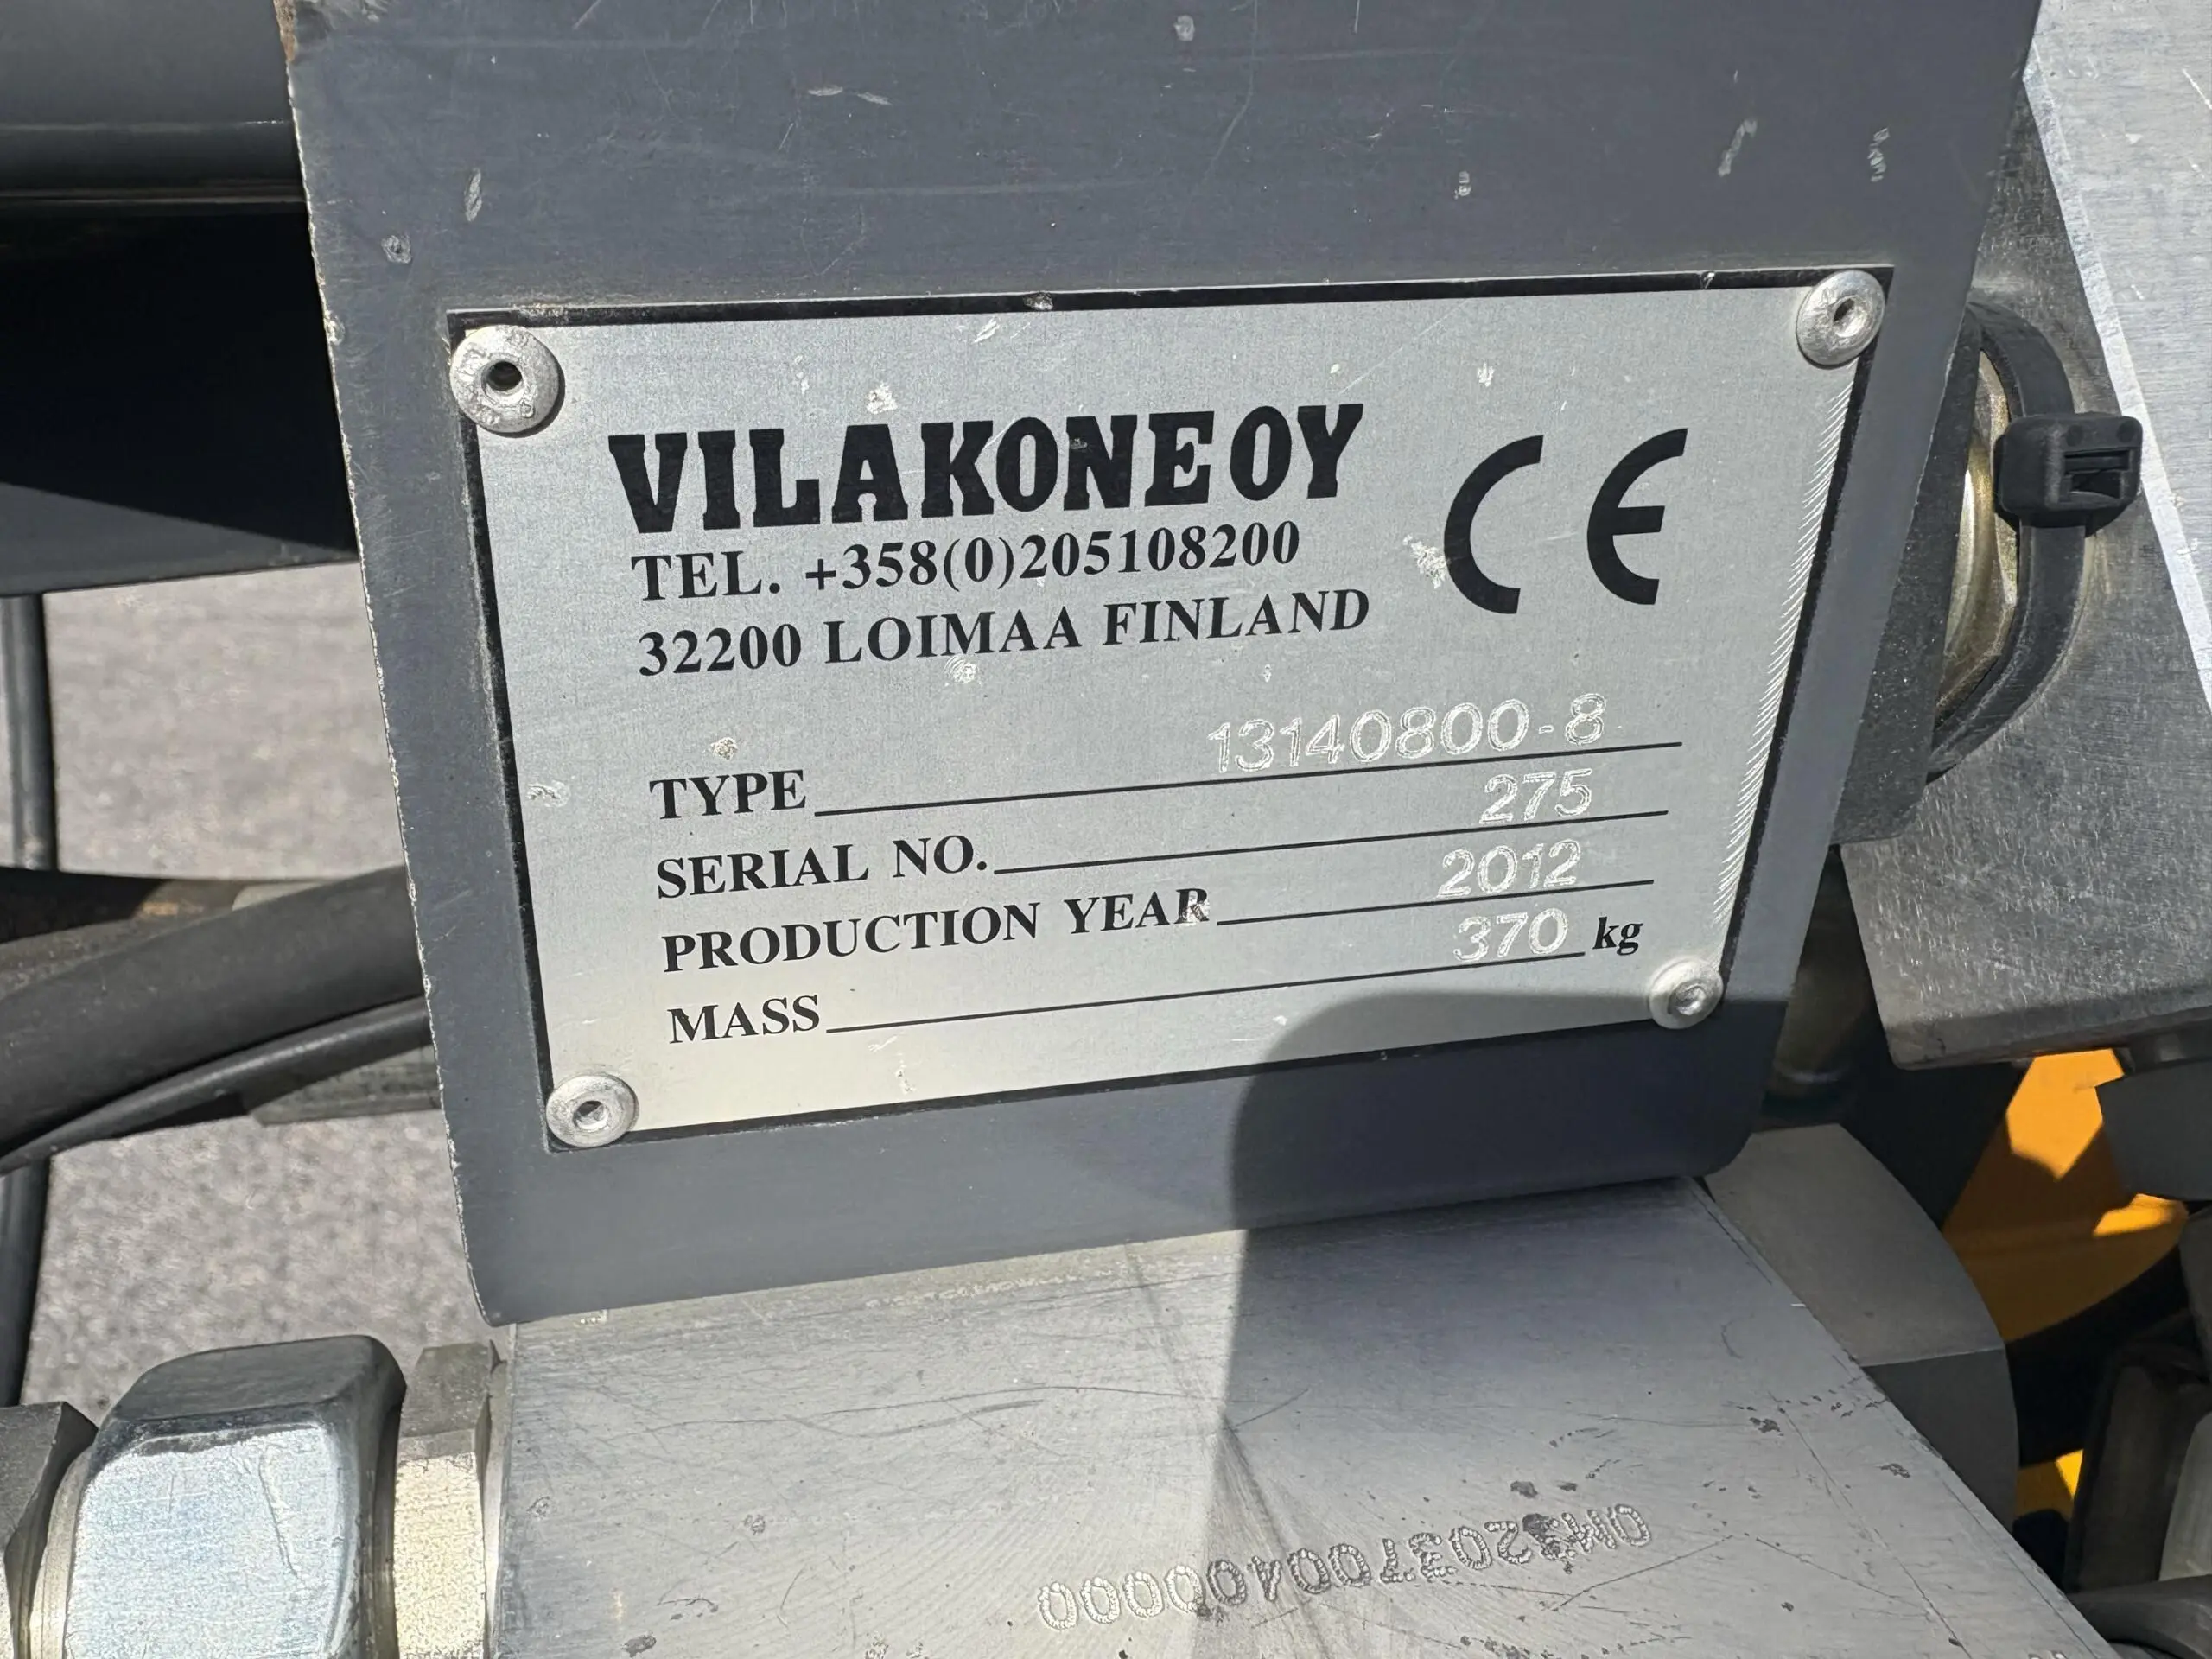 VILAKONE OY
TEL. +358(0)205108200
32200 LOIMAA FINLAND
CE
TYPE 13140800-8
SERIAL NO. 275
PRODUCTION YEAR 2012
MASS 370 kg